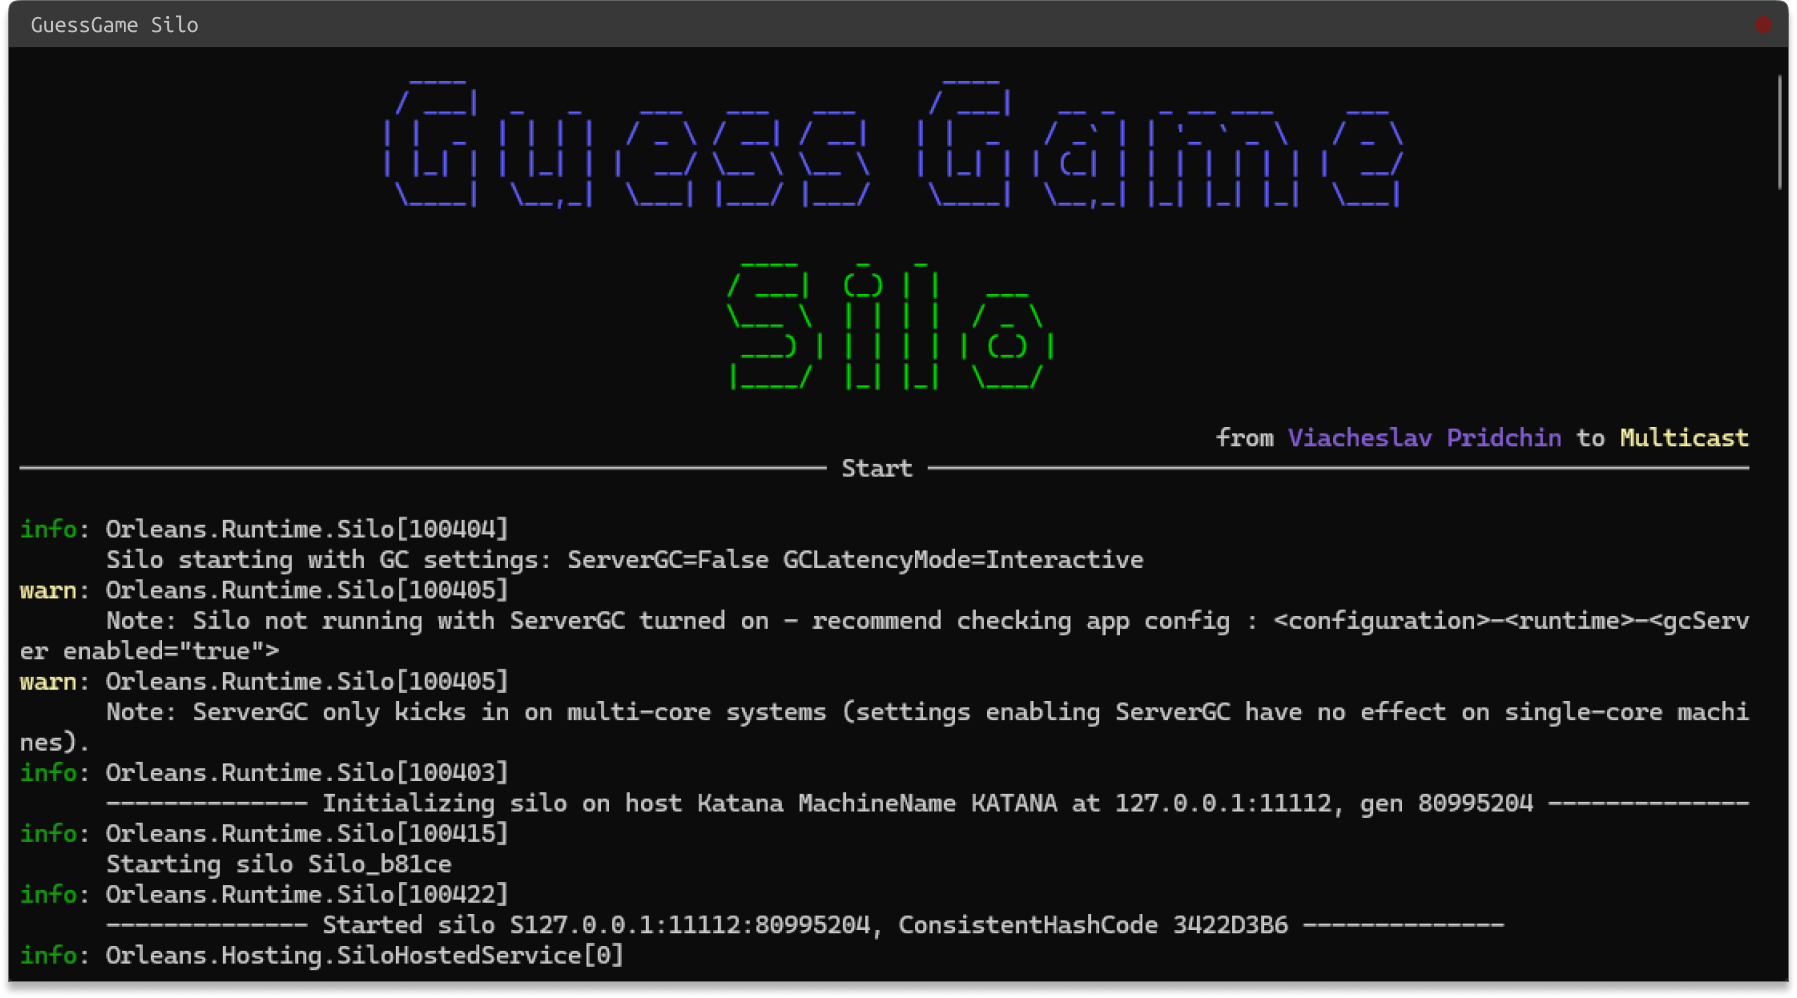 GuessGame Silo
Guess Game
Silo
from Viacheslav Pridchin to Multicast
Start
info: Orleans.Runtime.Silo[100404]
Silo starting with GC settings: ServerGC=False GCLatencyMode=Interactive
warn: Orleans.Runtime.Silo[100405]
Note: Silo not running with ServerGC turned on - recommend checking app config : <configuration>-<runtime>-<gcServ
er enabled="true">
warn: Orleans.Runtime.Silo[100405]
Note: ServerGC only kicks in on multi-core systems (settings enabling ServerGC have no effect on single-core machi
nes).
info: Orleans.Runtime.Silo[100403]
-------------- Initializing silo on host Katana MachineName KATANA at 127.0.0.1:11112, gen 80995204 --------------
info: Orleans.Runtime.Silo[100415]
Starting silo Silo_b81ce
info: Orleans.Runtime.Silo[100422]
-------------- Started silo S127.0.0.1:11112:80995204, ConsistentHashCode 3422D3B6 --------------
info: Orleans.Hosting.SiloHostedService[0]